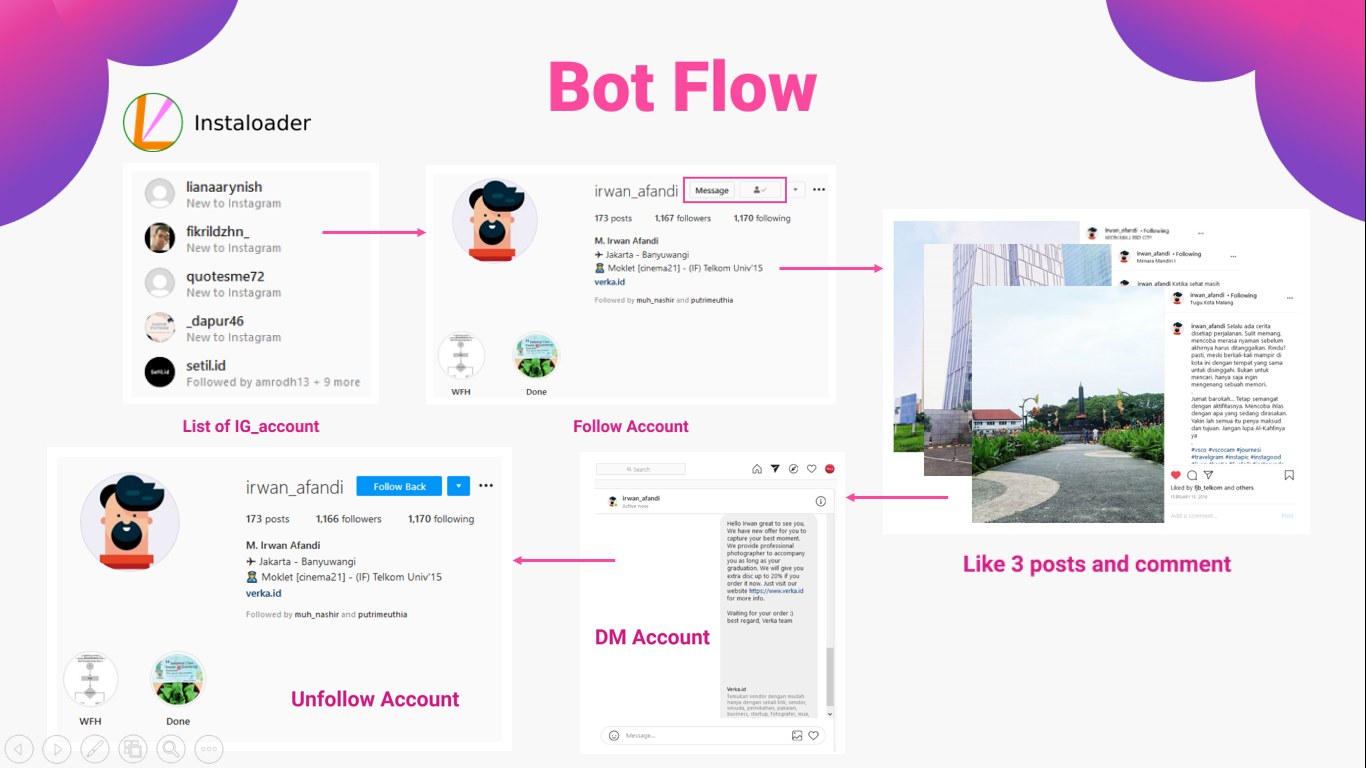 Bot Flow
Instaloader
lianaarynish
New to Instagram
fikrildzhn_
New to Instagram
quotesme72
New to Instagram
_dapur46
New to Instagram
setil.id
Followed by amrodh13 + 9 more
List of IG_account
irwan_afandi Message
173 posts 1,167 followers 1,170 following
M. Irwan Afandi
✈ Jakarta - Banyuwangi
Moklet [cinema21] - (IF) Telkom Univ'15
verka.id
Followed by muh_nashir and putrimeuthia
WFH Done
Follow Account
irwan_afandi • Following
irwan_afandi • Following
Menara Mandiri I
irwan_afandi Ketika sehat masih
irwan_afandi • Following
Tugu Kota Malang
irwan_afandi Selalu ada cerita
disetiap perjalanan. Sulit memang,
mencoba merasa nyaman sebelum
akhirnya harus ditanggalkan. Rindu?
pasti, meski berkali-kali mampir di
kota ini dengan tempat yang sama
untuk disinggahi. Bukan untuk
mencari, hanya saja ingin
mengenang sebuah memori.
Jumat barokah... Tetap semangat
dengan aktifitasnya. Mencoba ihlas
dengan apa yang sedang dirasakan.
Yakin lah semua itu penya maksud
dan tujuan. Jangan lupa Al-Kahfinya
ya
#vsco #vscocam #journesi
#travelgram #instapic #instagood
Liked by fjb_telkom and others
Add a comment... Post
Like 3 posts and comment
Search
irwan_afandi
Active now
Hello Irwan great to see you,
We have new offer for you to
capture your best moment.
We provide professional
photographer to accompany
you as long as your
graduation. We will give you
extra disc up to 20% if you
order it now. Just visit our
website https://www.verka.id
for more info.
Waiting for your order :)
best regard, Verka team
Verka.id
Temukan vendor dengan mudah
hanya dengan sekali klik, vendor,
wisuda, pernikahan, pakaian,
business, startup, fotografer, mua,
Message...
DM Account
irwan_afandi Follow Back
173 posts 1,166 followers 1,170 following
M. Irwan Afandi
✈ Jakarta - Banyuwangi
Moklet [cinema21] - (IF) Telkom Univ'15
verka.id
Followed by muh_nashir and putrimeuthia
WFH Done
Unfollow Account